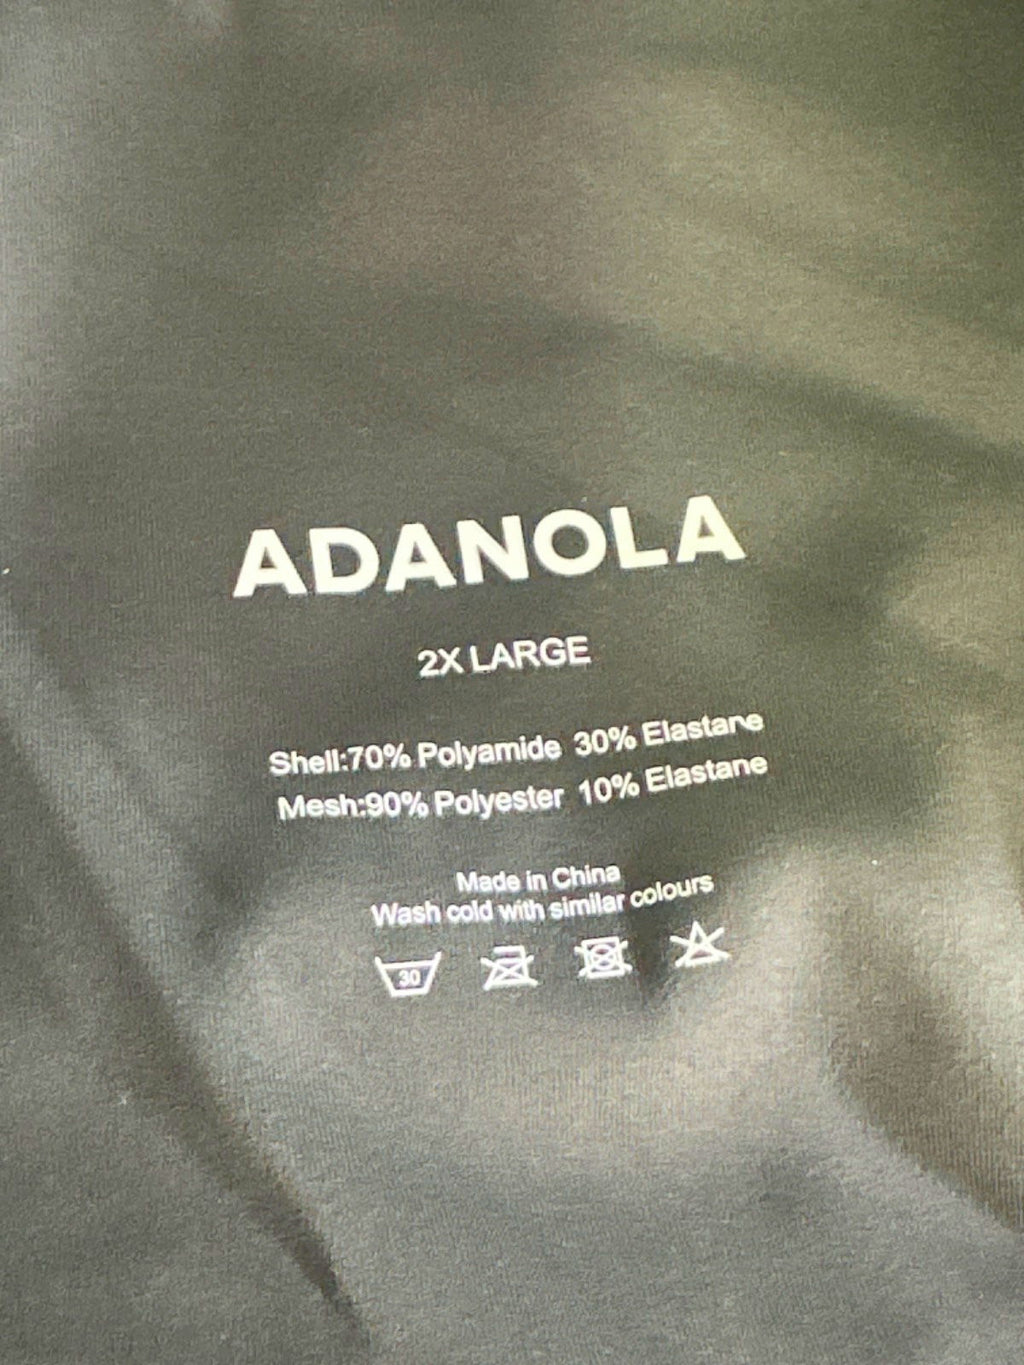 ADANOLA
2X LARGE
Shell:70% Polyamide 30% Elastane
Mesh:90% Polyester 10% Elastane
Made in China
Wash cold with similar colours
30